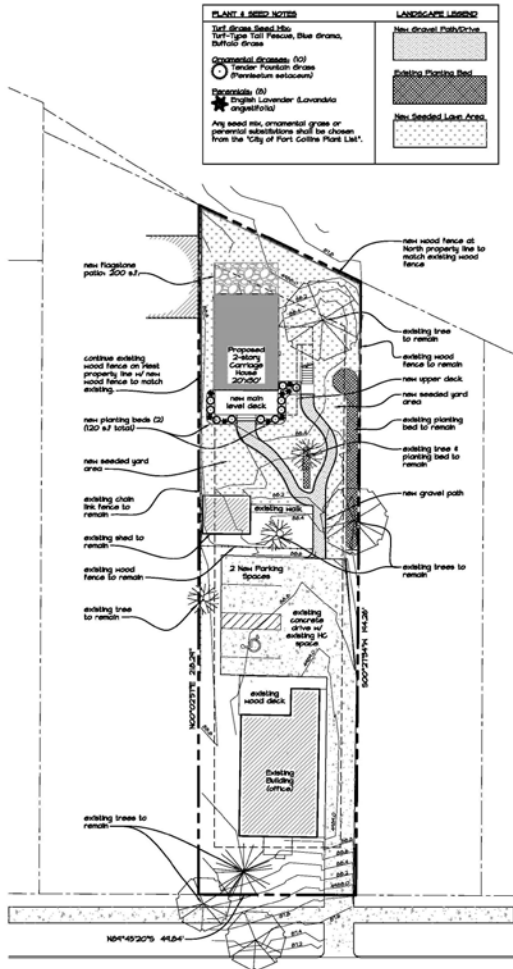 PLANT & SEED NOTES
Turf Grass Seed Mix:
Turf-Type Tall Fescue, Blue Grama,
Buffalo Grass
Ornamental Grasses: (10)
Tender Fountain Grass
(Pennisetum setaceum)
Perennials: (8)
English Lavender (Lavandula
angustifolia)
Any seed mix, ornamental grass or
perennial substitutions shall be chosen
from the "City of Fort Collins Plant List".
LANDSCAPE LEGEND
New Gravel Path/Drive
Existing Planting Bed
New Seeded Lawn Area
new wood fence at
North property line to
match existing wood
fence
new flagstone
patio: 200 s.f.
existing tree
to remain
existing wood
fence to remain
new upper deck
new seeded yard
area
existing planting
bed to remain
existing tree &
planting bed to
remain
new gravel path
existing trees to
remain
Proposed
2-story
Carriage
House
20'x30'
new main
level deck
continue existing
wood fence on West
property line w/ new
wood fence to match
existing.
new planting beds (2)
(120 s.f. total)
new seeded yard
area
existing chain
link fence to
remain
existing shed to
remain
existing wood
fence to remain
existing tree
to remain
existing walk
2 New Parking
Spaces
existing
concrete
drive w/
existing HC
space
existing
wood deck
Existing
Building
(office)
existing trees to
remain
88.2
88.4
88.6